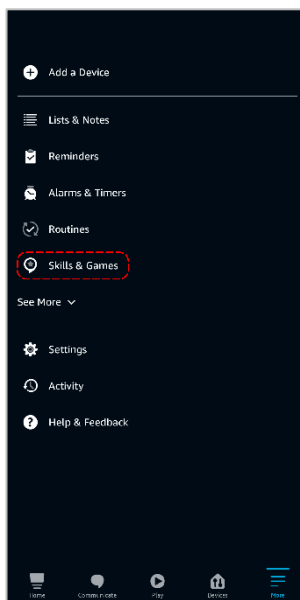 Add a Device
Lists & Notes
Reminders
Alarms & Timers
Routines
Skills & Games
See More
Settings
Activity
Help & Feedback
Home
Communicate
Play
Devices
More